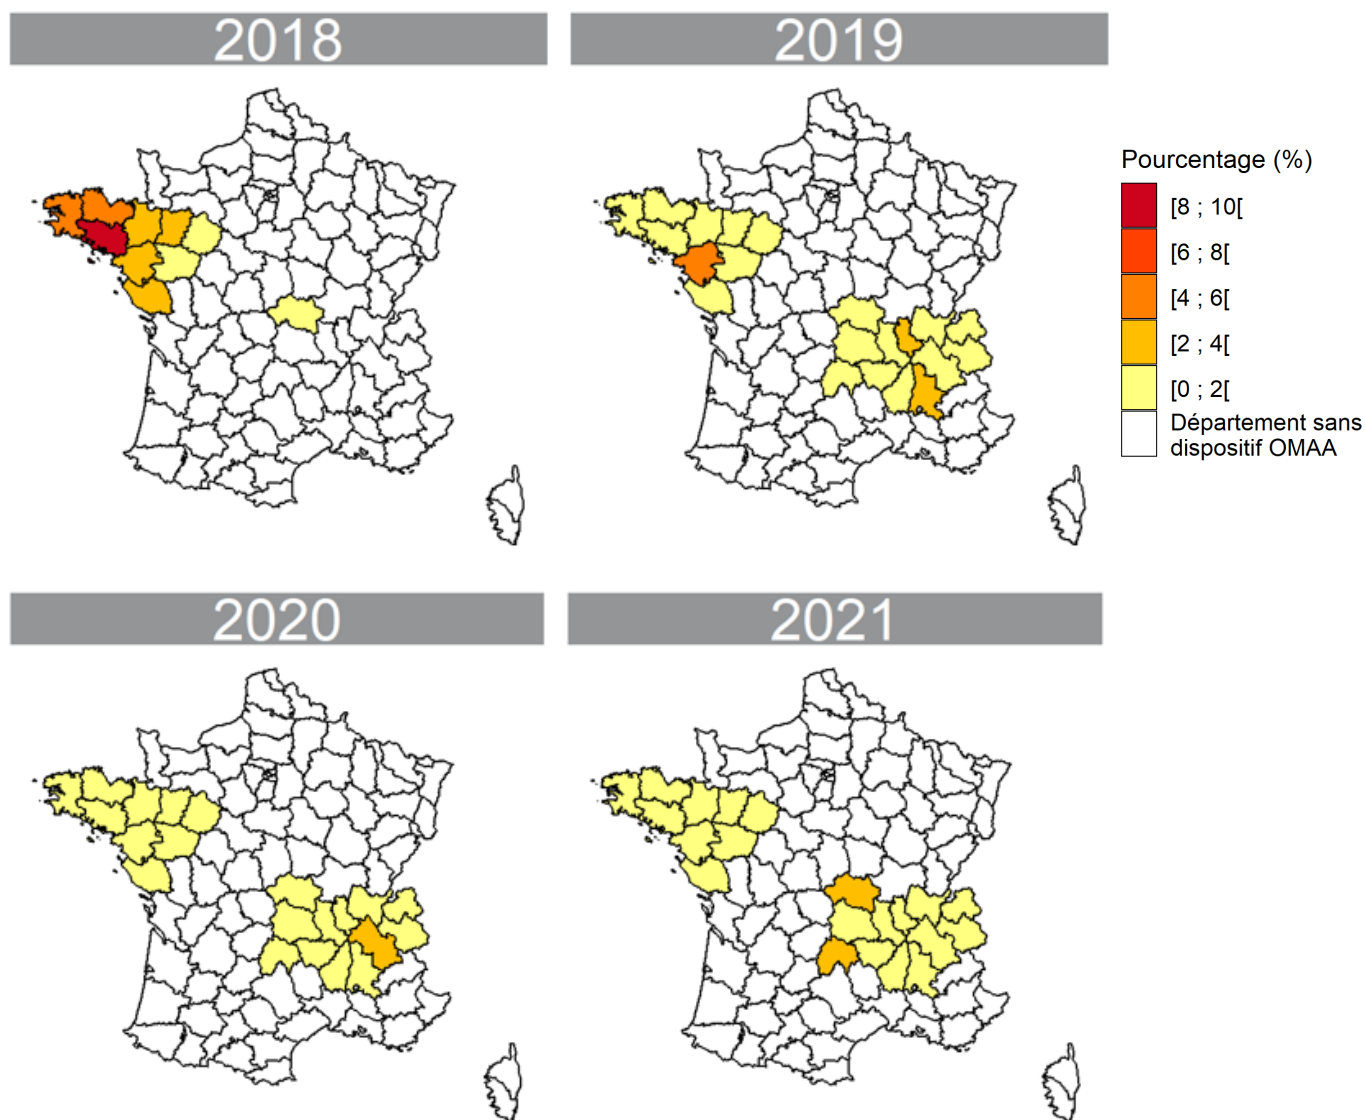 2018
2019
Pourcentage (%)
[8 ; 10[
[6 ; 8[
[4 ; 6[
[2 ; 4[
[0 ; 2[
Département sans
dispositif OMAA
2020
2021